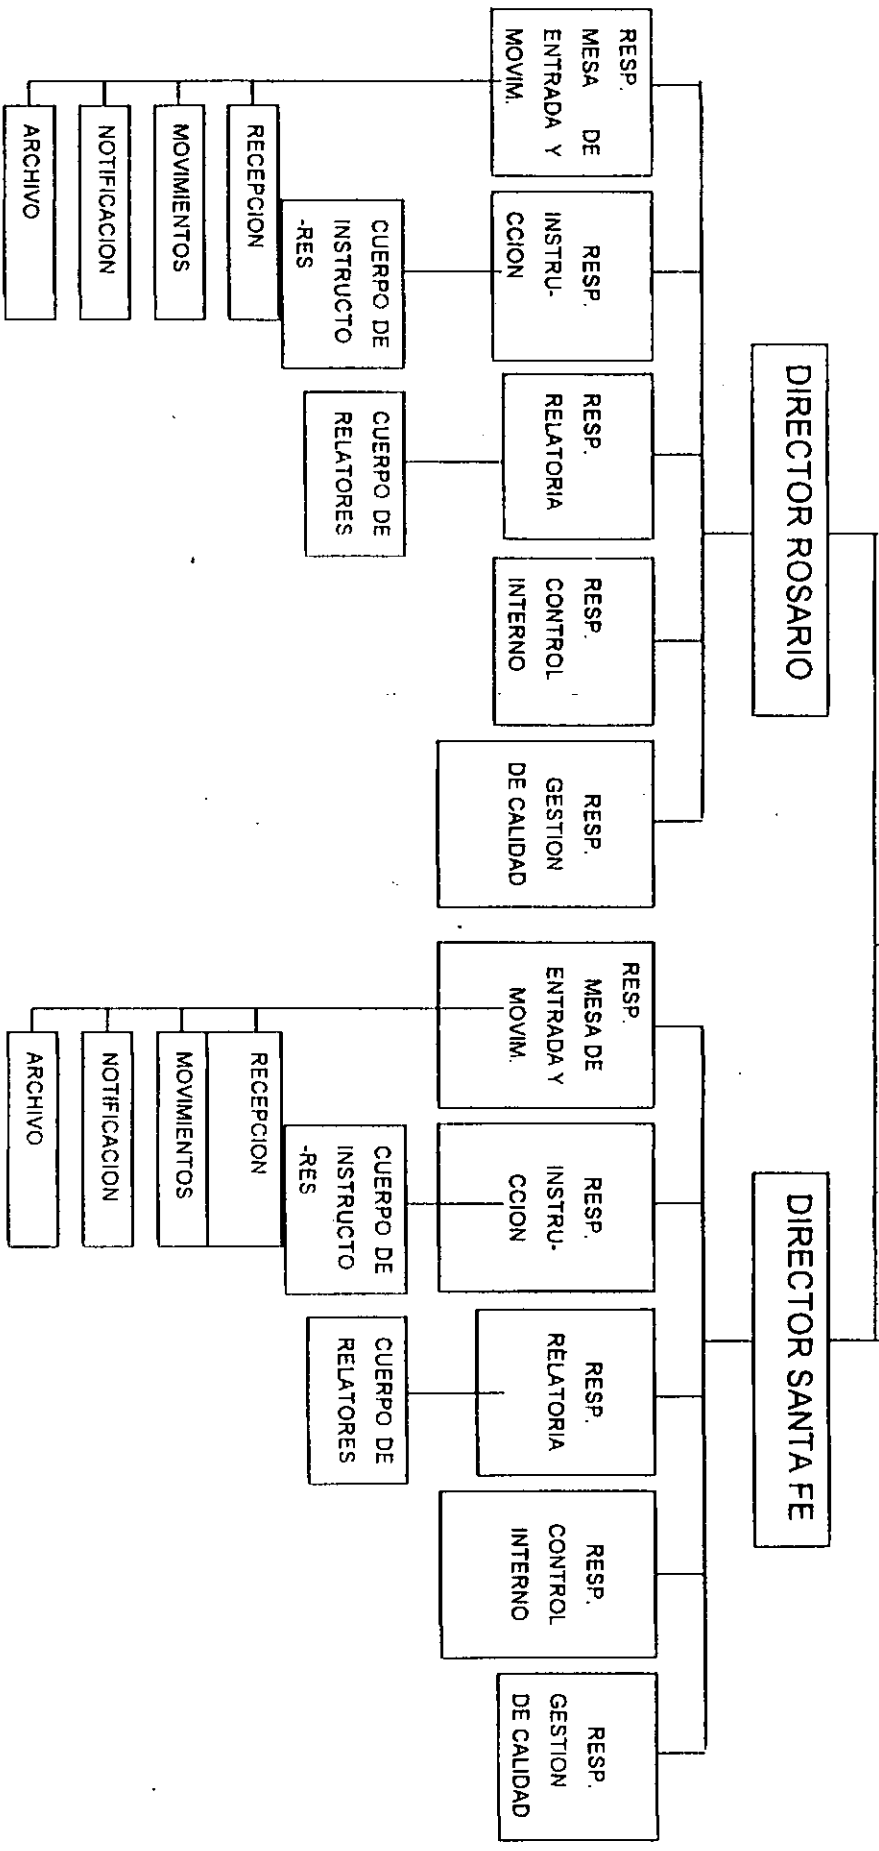 DIRECTOR ROSARIO
RESP.
MESA DE
ENTRADA Y
MOVIM.
RECEPCION
MOVIMIENTOS
NOTIFICACION
ARCHIVO
RESP.
INSTRU-
CCION
CUERPO DE
INSTRUCTO
-RES
RESP.
RELATORIA
CUERPO DE
RELATORES
RESP.
CONTROL
INTERNO
RESP.
GESTION
DE CALIDAD
DIRECTOR SANTA FE
RESP.
MESA DE
ENTRADA Y
MOVIM.
RECEPCION
MOVIMIENTOS
NOTIFICACION
ARCHIVO
RESP.
INSTRU-
CCION
CUERPO DE
INSTRUCTO
-RES
RESP.
RELATORIA
CUERPO DE
RELATORES
RESP.
CONTROL
INTERNO
RESP.
GESTION
DE CALIDAD